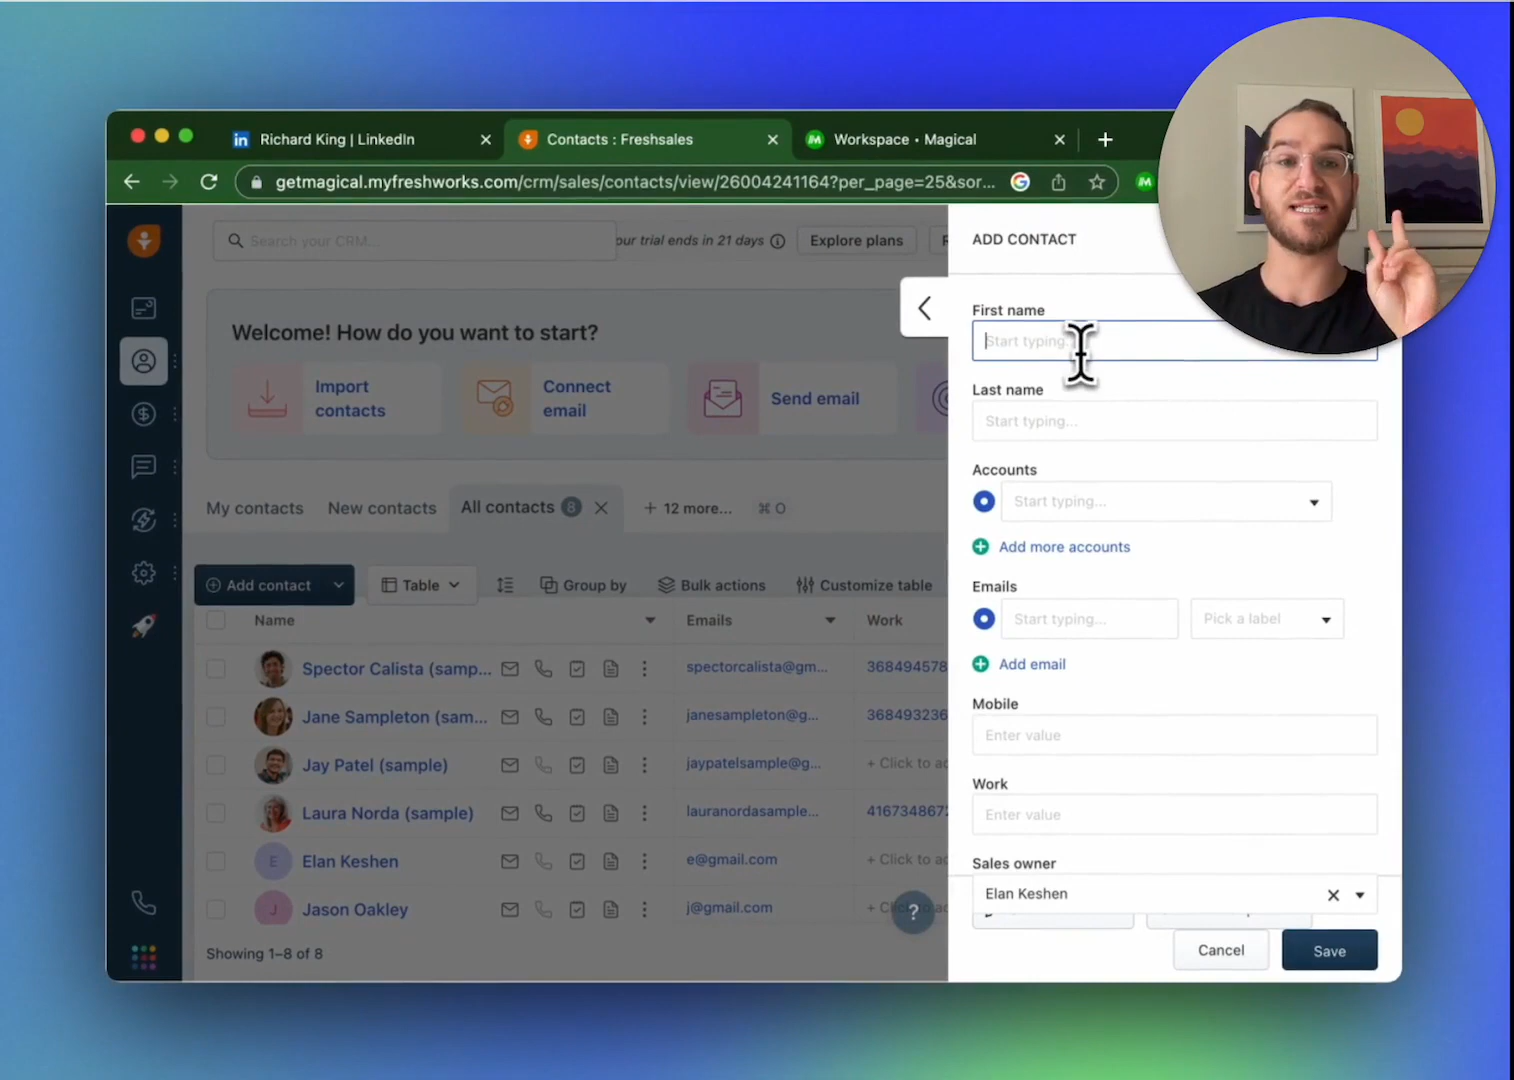 Richard King | LinkedIn
Contacts : Freshsales
Workspace • Magical
getmagical.myfreshworks.com/crm/sales/contacts/view/26004241164?per_page=25&sor...
Search your CRM...
our trial ends in 21 days
Explore plans
ADD CONTACT
Welcome! How do you want to start?
Import contacts
Connect email
Send email
First name
Start typing...
Last name
Start typing...
Accounts
Start typing...
Add more accounts
Emails
Start typing...
Pick a label
Add email
Mobile
Enter value
Work
Enter value
Sales owner
Elan Keshen
Cancel
Save
My contacts
New contacts
All contacts 8
+ 12 more...
⌘ O
Add contact
Table
Group by
Bulk actions
Customize table
Name
Emails
Work
Spector Calista (samp...
spectorcalista@gm...
368494578
Jane Sampleton (sam...
janesampleton@g...
368493236
Jay Patel (sample)
jaypatelsample@g...
+ Click to ad
Laura Norda (sample)
lauranordasample...
416734867
E
Elan Keshen
e@gmail.com
+ Click to ad
J
Jason Oakley
j@gmail.com
?
Showing 1–8 of 8